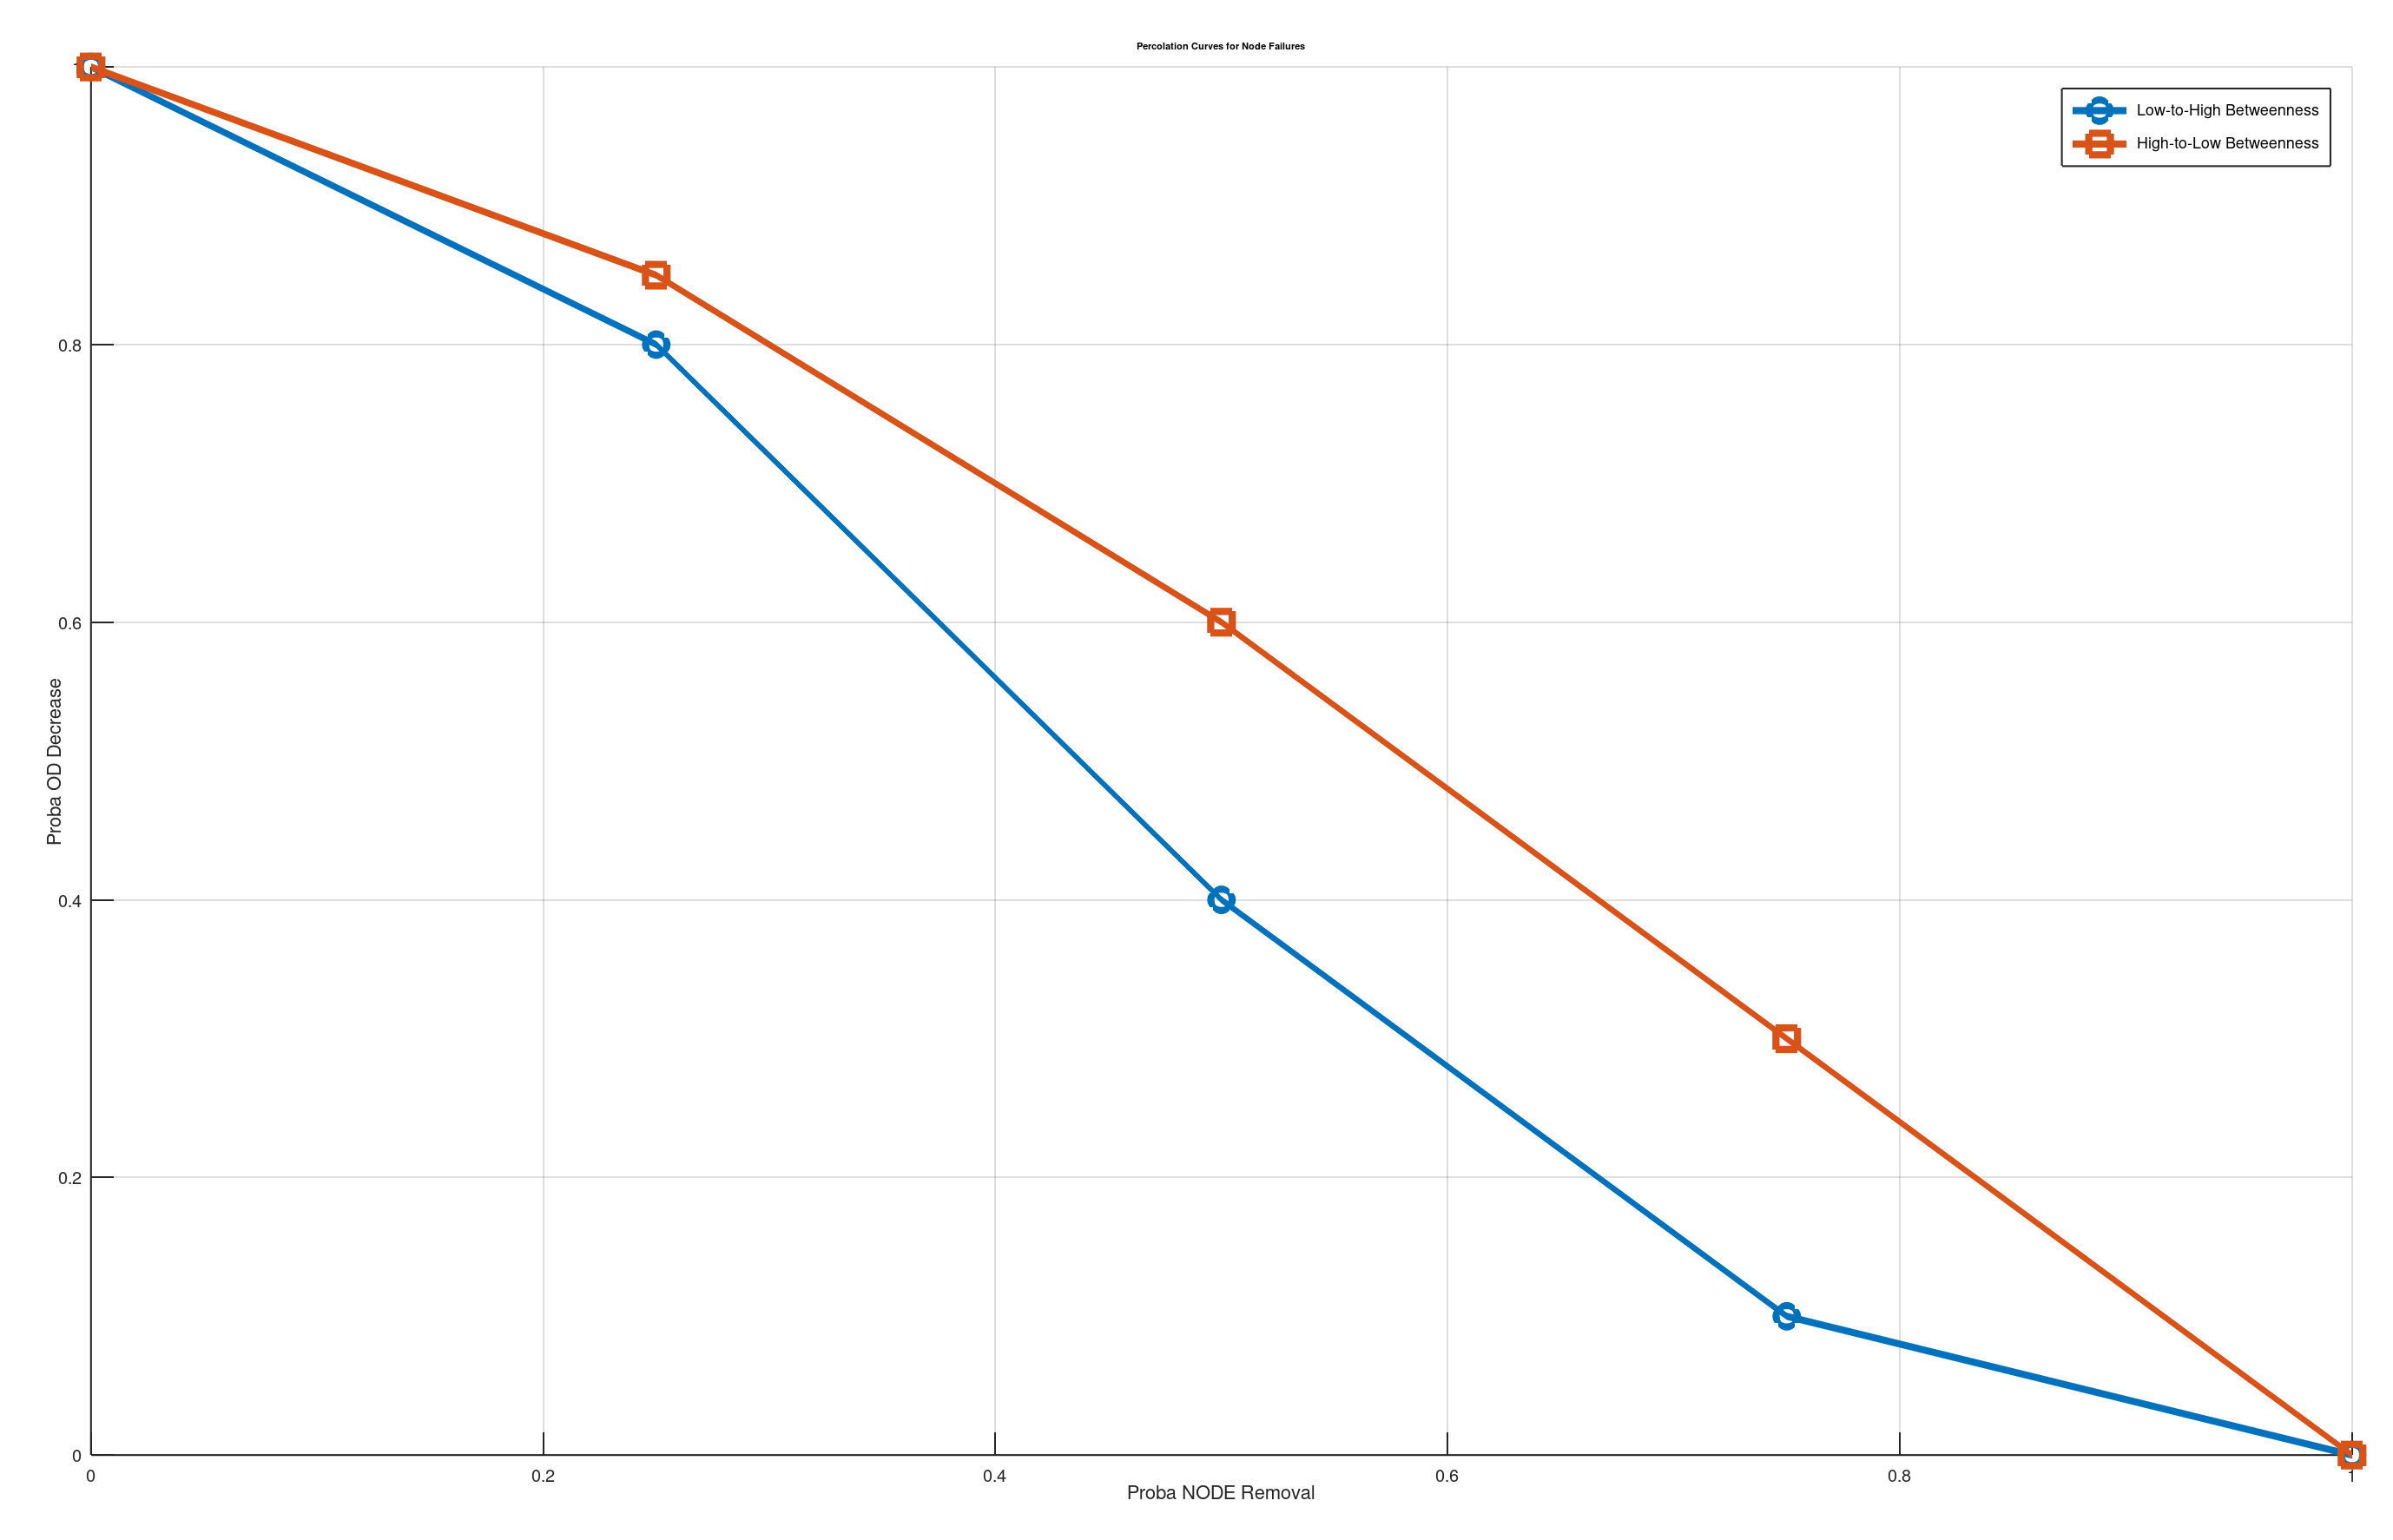 Percolation Curves for Node Failures
Low-to-High Betweenness
High-to-Low Betweenness
0.8
0.6
0.4
0.2
0
Proba OD Decrease
0
0.2
0.4
0.6
0.8
Proba NODE Removal